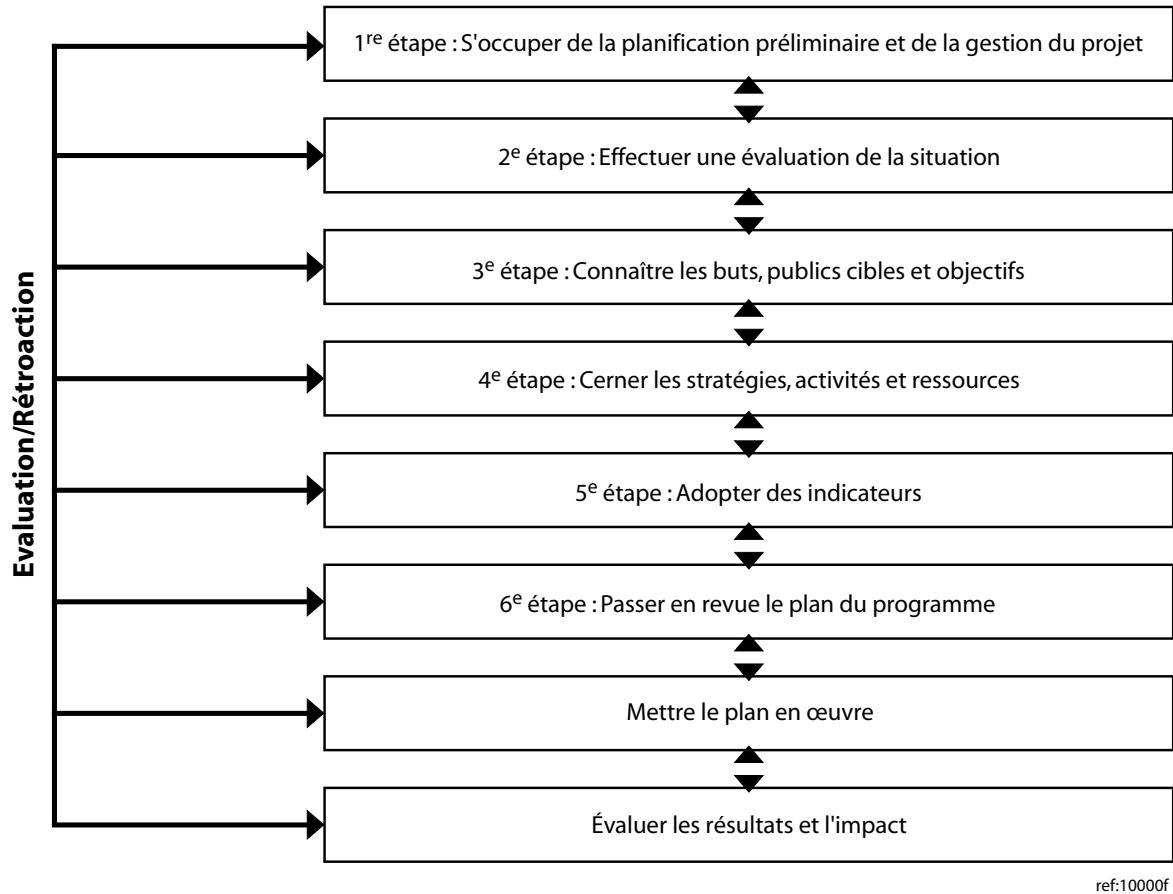 1re étape : S'occuper de la planification préliminaire et de la gestion du projet
2e étape : Effectuer une évaluation de la situation
3e étape : Connaître les buts, publics cibles et objectifs
4e étape : Cerner les stratégies, activités et ressources
5e étape : Adopter des indicateurs
6e étape : Passer en revue le plan du programme
Mettre le plan en œuvre
Évaluer les résultats et l'impact
Evaluation/Rétroaction
ref:10000f